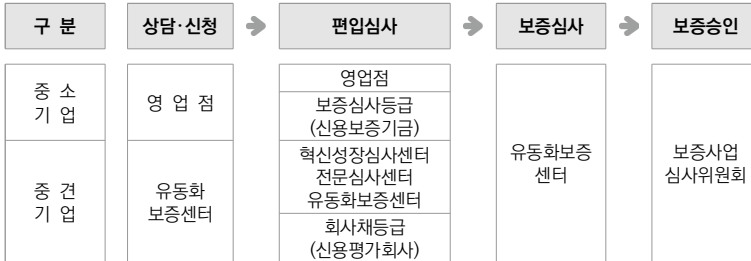 구 분
상담·신청
편입심사
보증심사
보증승인
중 소
기 업
영 업 점
영업점
보증심사등급
(신용보증기금)
중 견
기 업
유동화
보증센터
혁신성장심사센터
전문심사센터
유동화보증센터
회사채등급
(신용평가회사)
유동화보증
센터
보증사업
심사위원회